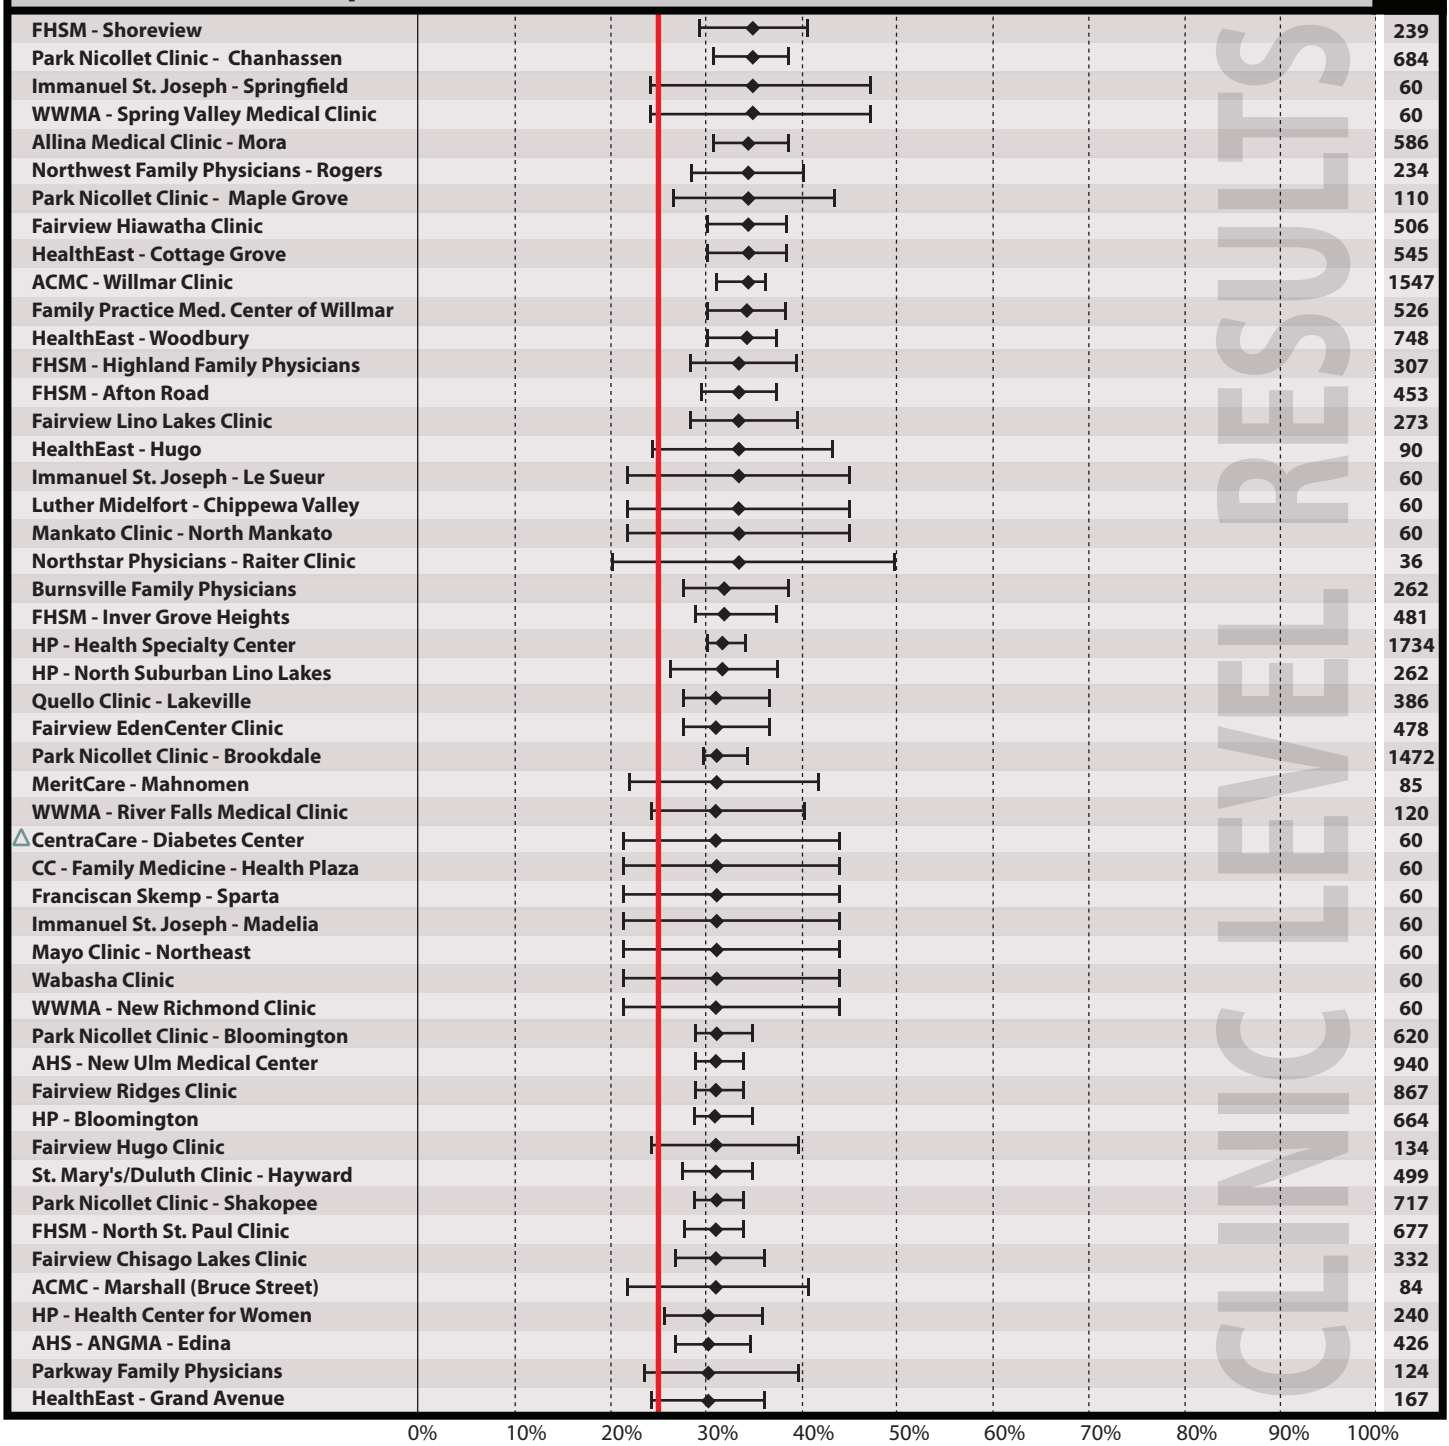 FHSM - Shoreview 239
Park Nicollet Clinic - Chanhassen 684
Immanuel St. Joseph - Springfield 60
WWMA - Spring Valley Medical Clinic 60
Allina Medical Clinic - Mora 586
Northwest Family Physicians - Rogers 234
Park Nicollet Clinic - Maple Grove 110
Fairview Hiawatha Clinic 506
HealthEast - Cottage Grove 545
ACMC - Willmar Clinic 1547
Family Practice Med. Center of Willmar 526
HealthEast - Woodbury 748
FHSM - Highland Family Physicians 307
FHSM - Afton Road 453
Fairview Lino Lakes Clinic 273
HealthEast - Hugo 90
Immanuel St. Joseph - Le Sueur 60
Luther Midelfort - Chippewa Valley 60
Mankato Clinic - North Mankato 60
Northstar Physicians - Raiter Clinic 36
Burnsville Family Physicians 262
FHSM - Inver Grove Heights 481
HP - Health Specialty Center 1734
HP - North Suburban Lino Lakes 262
Quello Clinic - Lakeville 386
Fairview EdenCenter Clinic 478
Park Nicollet Clinic - Brookdale 1472
MeritCare - Mahnomen 85
WWMA - River Falls Medical Clinic 120
CentraCare - Diabetes Center 60
CC - Family Medicine - Health Plaza 60
Franciscan Skemp - Sparta 60
Immanuel St. Joseph - Madelia 60
Mayo Clinic - Northeast 60
Wabasha Clinic 60
WWMA - New Richmond Clinic 60
Park Nicollet Clinic - Bloomington 620
AHS - New Ulm Medical Center 940
Fairview Ridges Clinic 867
HP - Bloomington 664
Fairview Hugo Clinic 134
St. Mary's/Duluth Clinic - Hayward 499
Park Nicollet Clinic - Shakopee 717
FHSM - North St. Paul Clinic 677
Fairview Chisago Lakes Clinic 332
ACMC - Marshall (Bruce Street) 84
HP - Health Center for Women 240
AHS - ANGMA - Edina 426
Parkway Family Physicians 124
HealthEast - Grand Avenue 167
0% 10% 20% 30% 40% 50% 60% 70% 80% 90% 100%
CLINIC LEVEL RESULTS